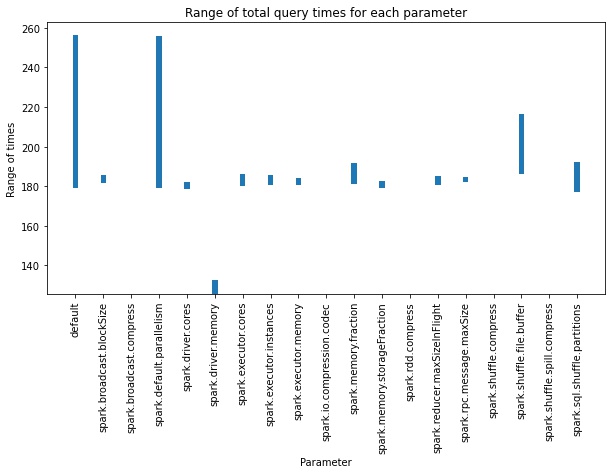 Range of total query times for each parameter
260
240
220
200
180
160
140
Range of times
default
spark.broadcast.blockSize
spark.broadcast.compress
spark.default.parallelism
spark.driver.cores
spark.driver.memory
spark.executor.cores
spark.executor.instances
spark.executor.memory
spark.io.compression.codec
spark.memory.fraction
spark.memory.storageFraction
spark.rdd.compress
spark.reducer.maxSizeInFlight
spark.rpc.message.maxSize
spark.shuffle.compress
spark.shuffle.file.buffer
spark.shuffle.spill.compress
spark.sql.shuffle.partitions
Parameter